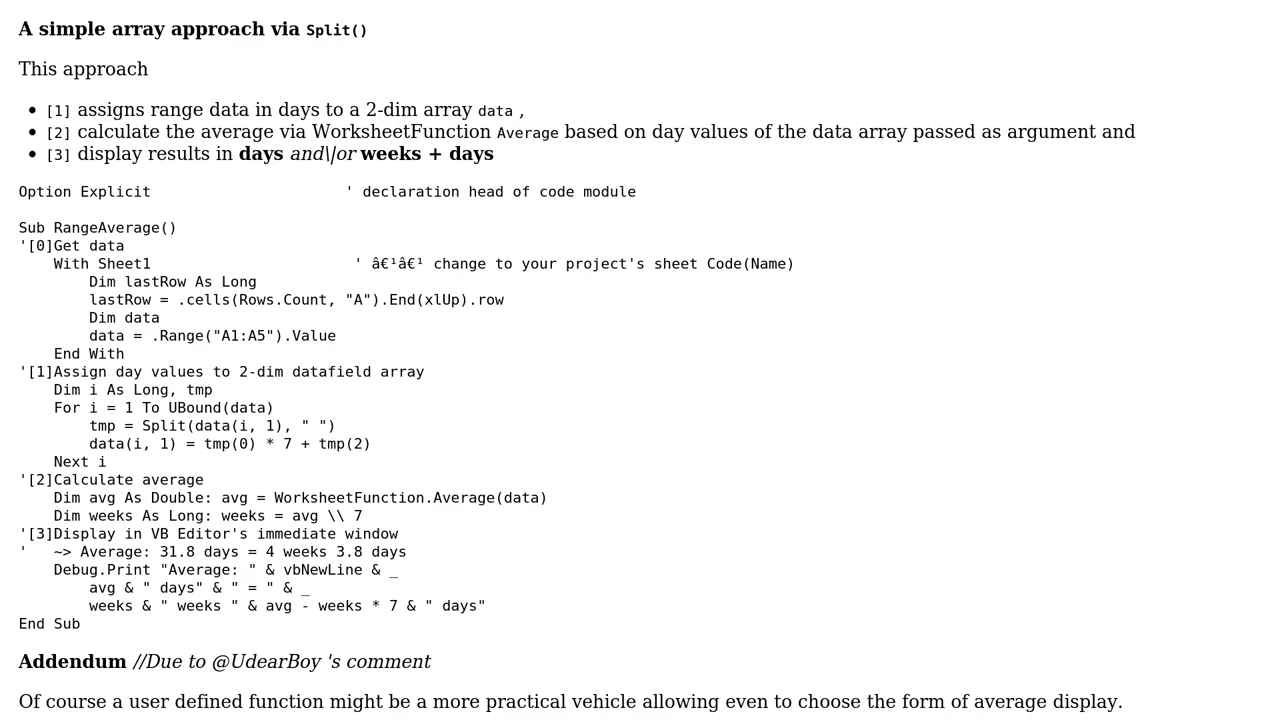 A simple array approach via Split()
This approach
• [1] assigns range data in days to a 2-dim array data ,
• [2] calculate the average via WorksheetFunction Average based on day values of the data array passed as argument and
• [3] display results in days and\|or weeks + days
Option Explicit                      ' declaration head of code module
Sub RangeAverage()
'[0]Get data
    With Sheet1                       ' â€¹â€¹ change to your project's sheet Code(Name)
        Dim lastRow As Long
        lastRow = .cells(Rows.Count, "A").End(xlUp).row
        Dim data
        data = .Range("A1:A5").Value
    End With
'[1]Assign day values to 2-dim datafield array
    Dim i As Long, tmp
    For i = 1 To UBound(data)
        tmp = Split(data(i, 1), " ")
        data(i, 1) = tmp(0) * 7 + tmp(2)
    Next i
'[2]Calculate average
    Dim avg As Double: avg = WorksheetFunction.Average(data)
    Dim weeks As Long: weeks = avg \\ 7
'[3]Display in VB Editor's immediate window
'   ~> Average: 31.8 days = 4 weeks 3.8 days
    Debug.Print "Average: " & vbNewLine & _
        avg & " days" & " = " & _
        weeks & " weeks " & avg - weeks * 7 & " days"
End Sub
Addendum //Due to @UdearBoy 's comment
Of course a user defined function might be a more practical vehicle allowing even to choose the form of average display.